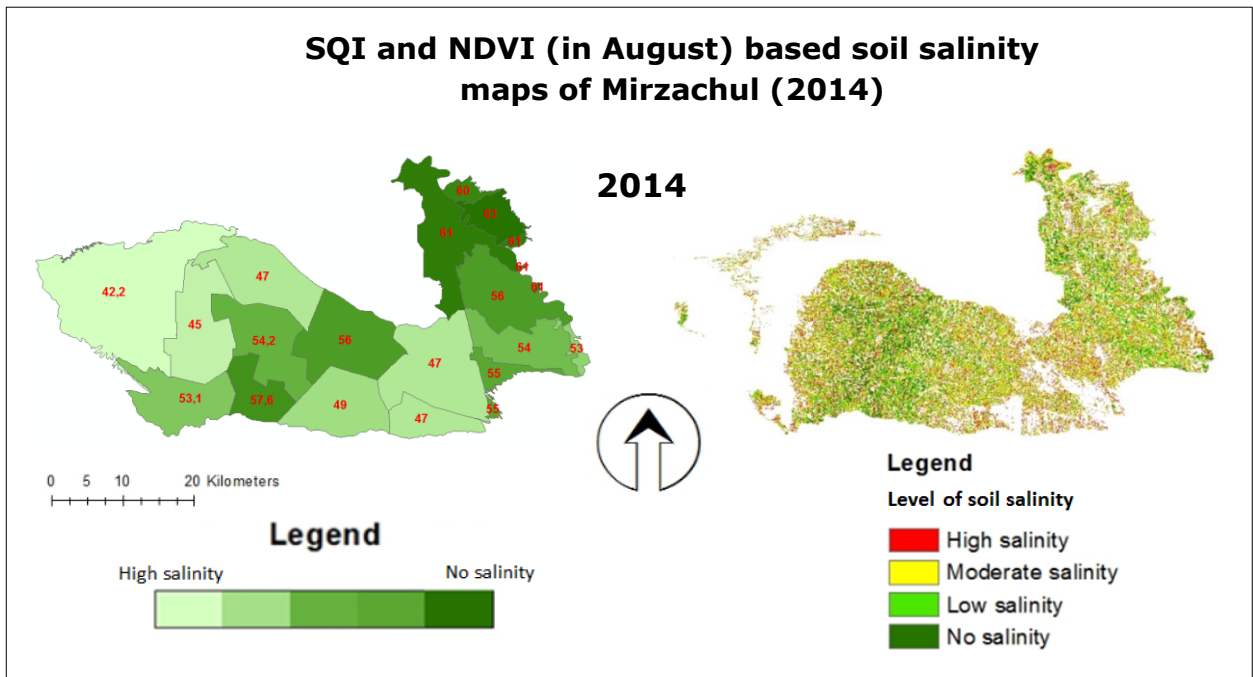 SQI and NDVI (in August) based soil salinity
maps of Mirzachul (2014)
2014
60
63
61
61
61
61
56
47
42,2
45
54,2
56
47
54
53
55
53,1
57,6
49
47
55
0 5 10 20 Kilometers
Legend
High salinity No salinity
Legend
Level of soil salinity
High salinity
Moderate salinity
Low salinity
No salinity